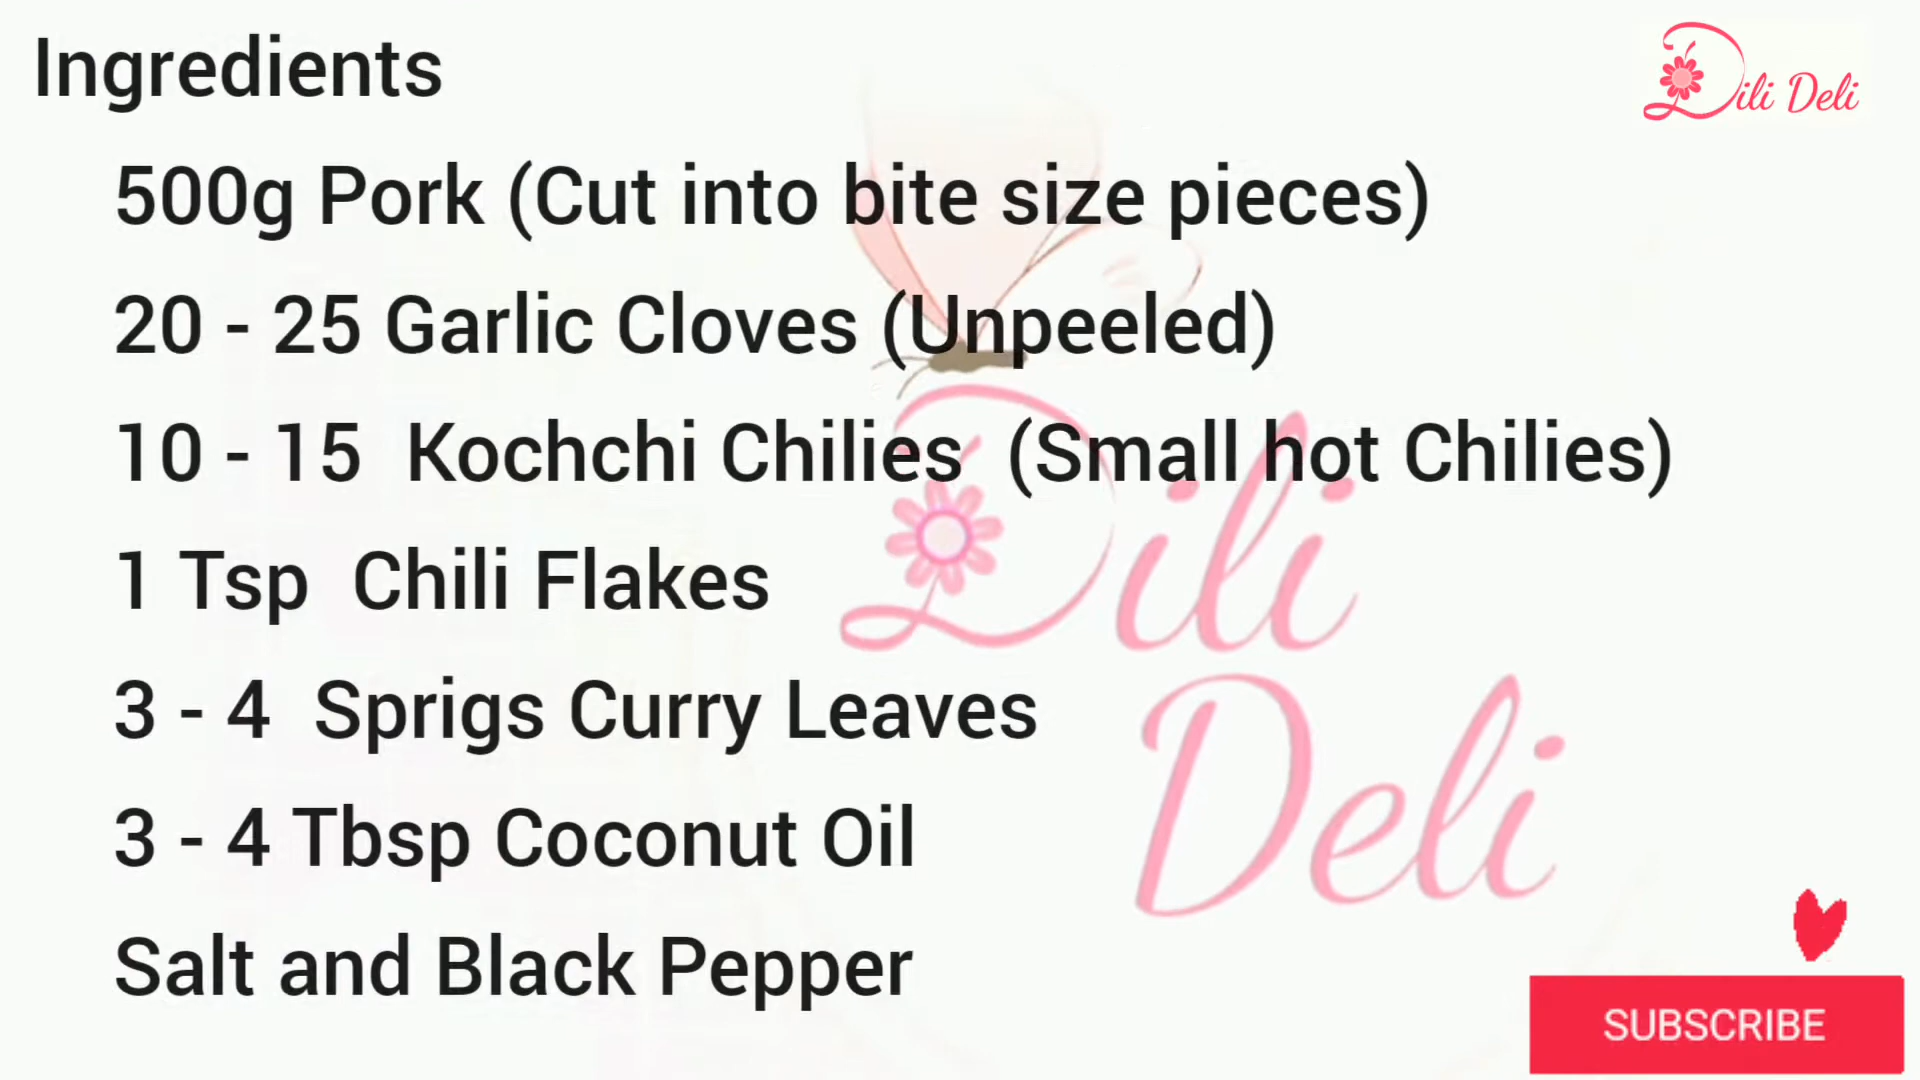 Ingredients
Dili Deli
500g Pork (Cut into bite size pieces)
20 - 25 Garlic Cloves (Unpeeled)
10 - 15 Kochchi Chilies (Small hot Chilies)
1 Tsp Chili Flakes
3 - 4 Sprigs Curry Leaves
3 - 4 Tbsp Coconut Oil
Salt and Black Pepper
Dili
Deli
SUBSCRIBE